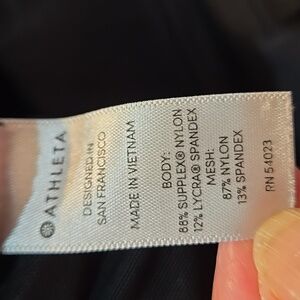 ATHLETA
DESIGNED IN
SAN FRANCISCO
MADE IN VIETNAM
BODY:
88% SUPPLEX® NYLON
12% LYCRA® SPANDEX
MESH:
87% NYLON
13% SPANDEX
RN 54023